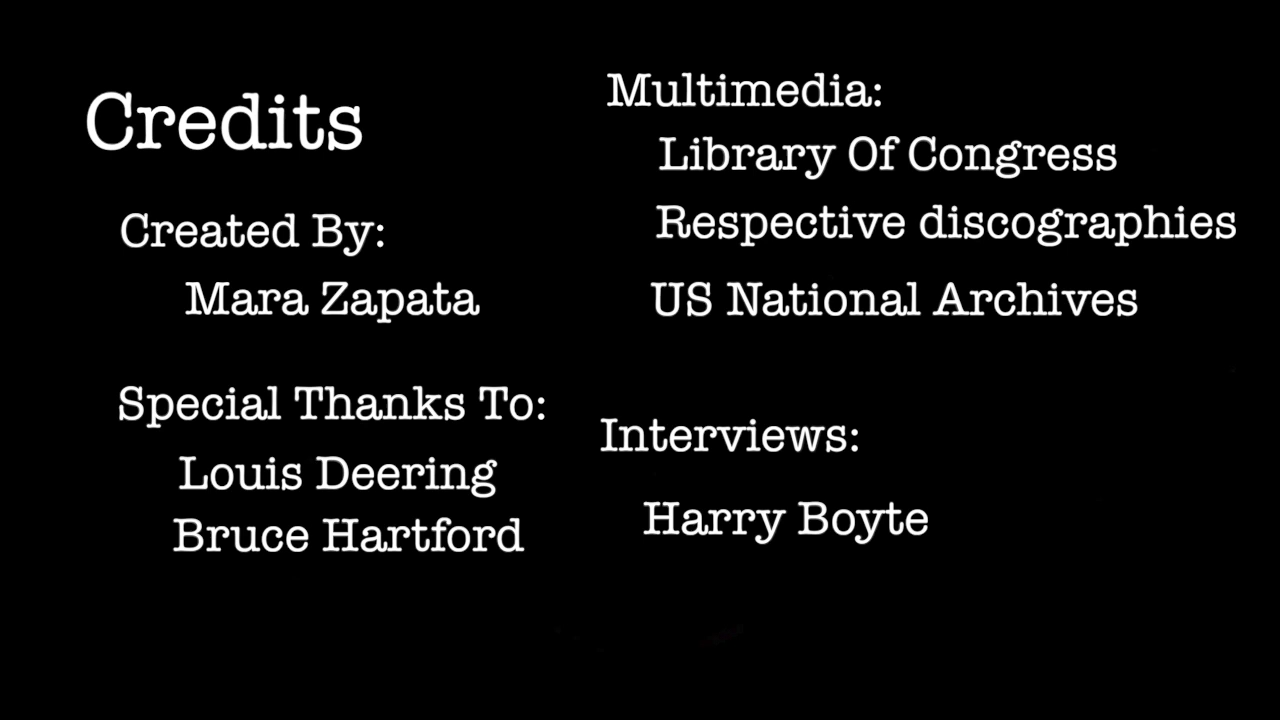 Credits
Created By:
Mara Zapata
Special Thanks To:
Louis Deering
Bruce Hartford
Multimedia:
Library Of Congress
Respective discographies
US National Archives
Interviews:
Harry Boyte